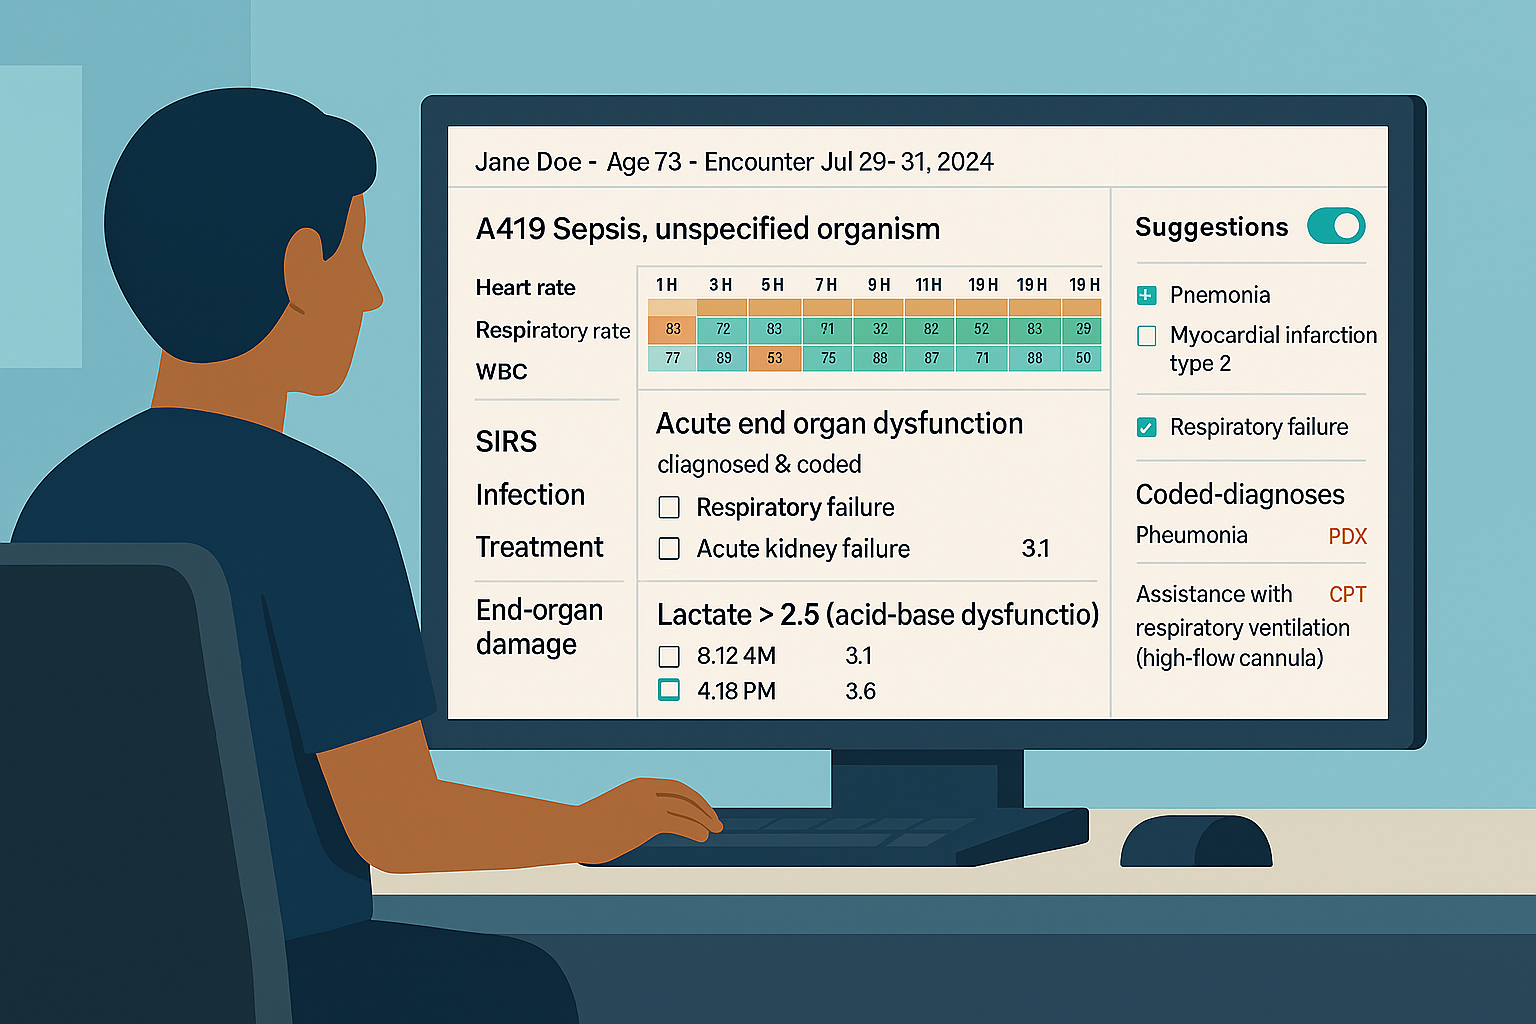 Jane Doe - Age 73 - Encounter Jul 29-31, 2024
A419 Sepsis, unspecified organism
Heart rate
Respiratory rate
WBC
1 H 3 H 5 H 7 H 9 H 11 H 19 H 19 H 19 H
83 72 83 71 32 82 52 83 29
77 89 53 75 88 87 71 88 50
SIRS
Infection
Treatment
End-organ
damage
Acute end organ dysfunction
cliagnosed & coded
Respiratory failure
Acute kidney failure 3.1
Lactate > 2.5 (acid-base dysfunctio)
8.12 4M 3.1
4.18 PM 3.6
Suggestions
Pnemonia
Myocardial infarction
type 2
Respiratory failure
Coded-diagnoses
Pheumonia PDX
Assistance with CPT
respiratory ventilation
(high-flow cannula)